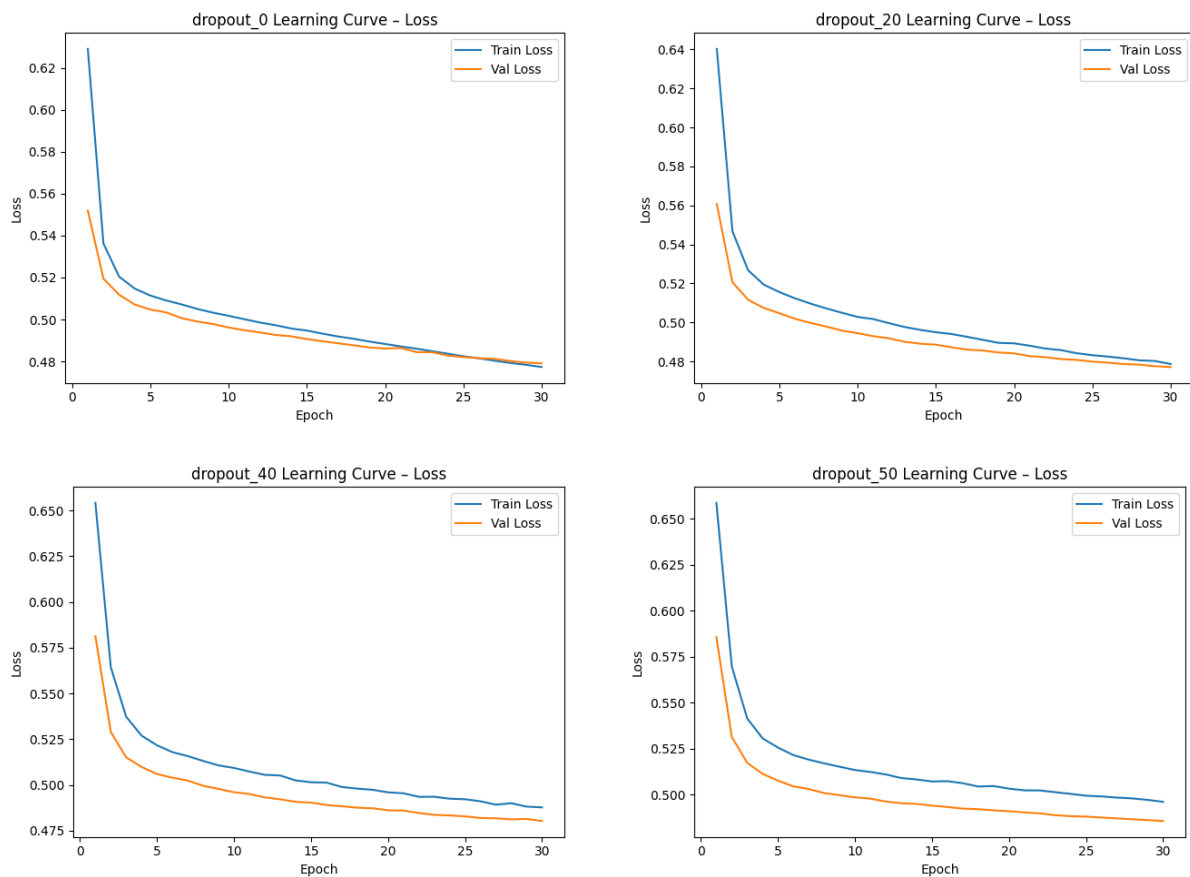 dropout_0 Learning Curve – Loss
Train Loss
Val Loss
0.62
0.60
0.58
0.56
0.54
0.52
0.50
0.48
Loss
0 5 10 15 20 25 30
Epoch
dropout_20 Learning Curve – Loss
Train Loss
Val Loss
0.64
0.62
0.60
0.58
0.56
0.54
0.52
0.50
0.48
Loss
0 5 10 15 20 25 30
Epoch
dropout_40 Learning Curve – Loss
Train Loss
Val Loss
0.650
0.625
0.600
0.575
0.550
0.525
0.500
0.475
Loss
0 5 10 15 20 25 30
Epoch
dropout_50 Learning Curve – Loss
Train Loss
Val Loss
0.650
0.625
0.600
0.575
0.550
0.525
0.500
Loss
0 5 10 15 20 25 30
Epoch